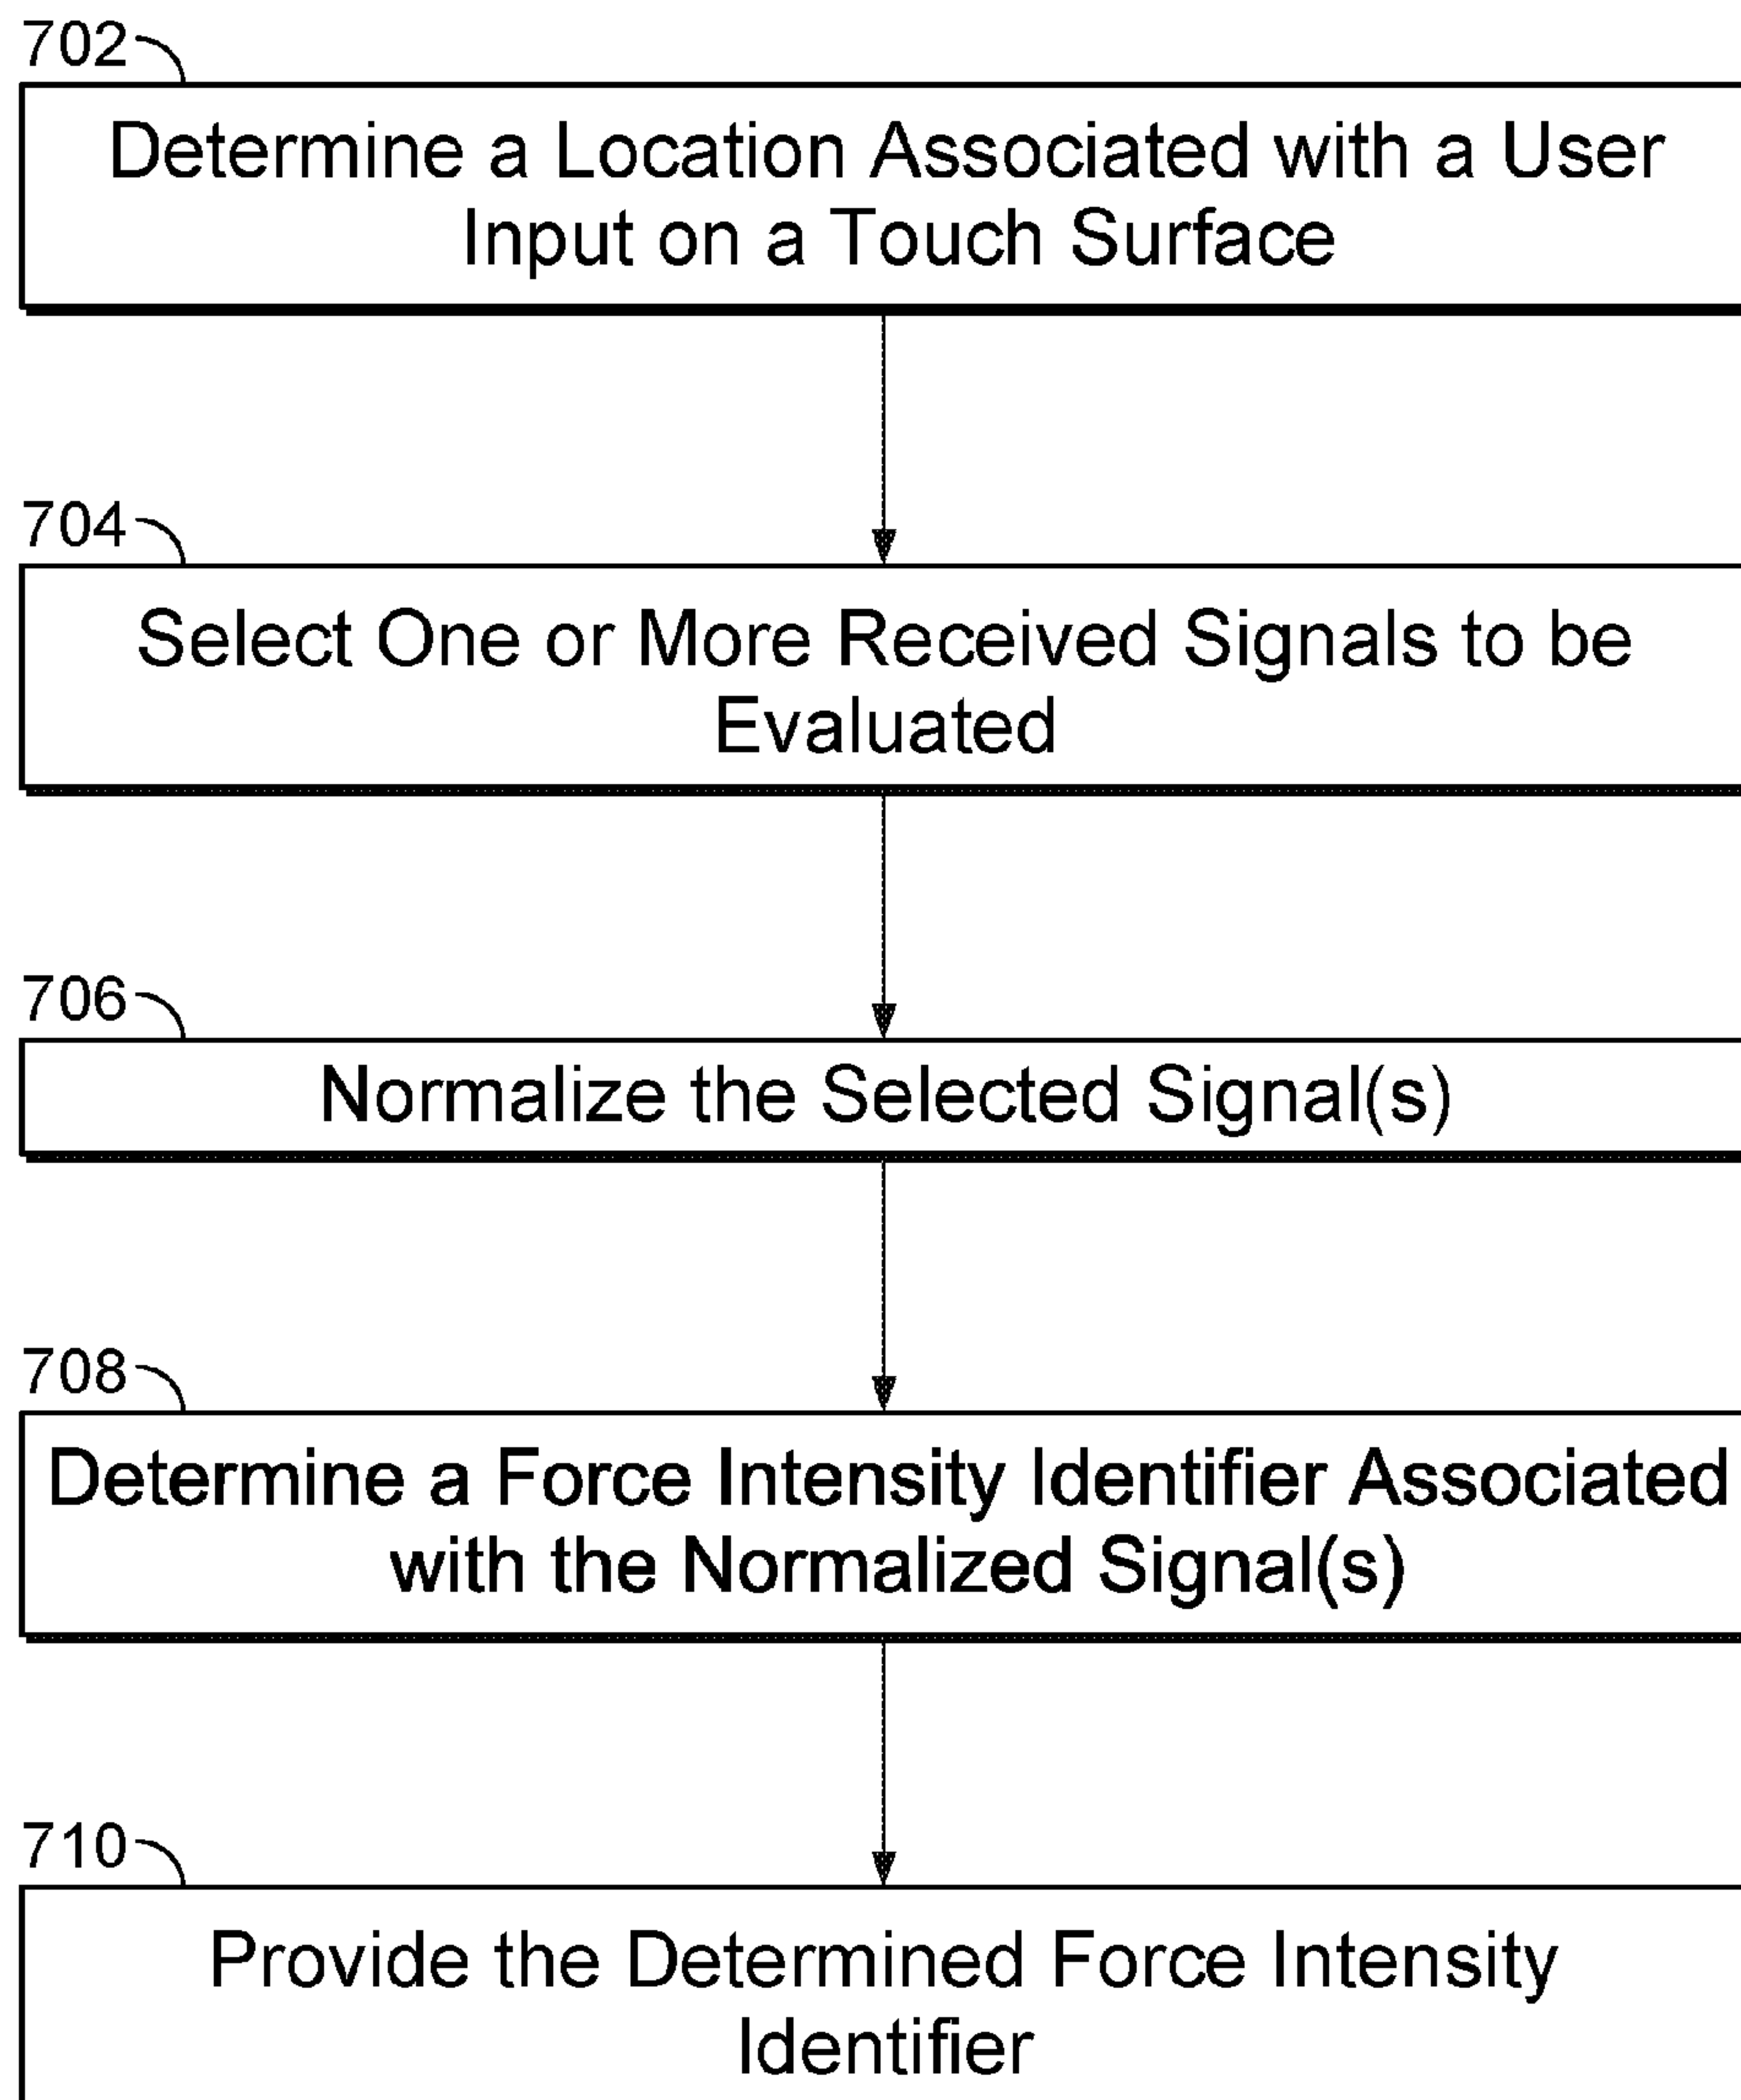 702
Determine a Location Associated with a User
Input on a Touch Surface
704
Select One or More Received Signals to be
Evaluated
706
Normalize the Selected Signal(s)
708
Determine a Force Intensity Identifier Associated
with the Normalized Signal(s)
710
Provide the Determined Force Intensity
Identifier